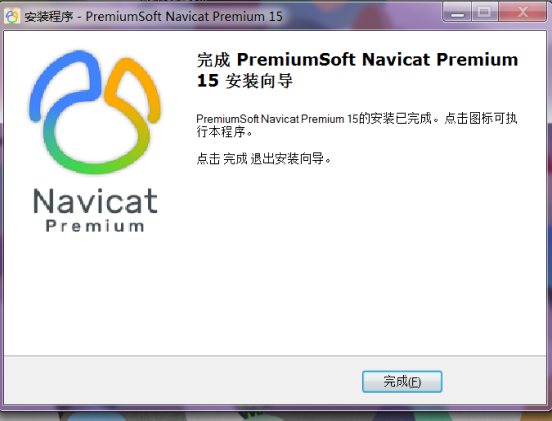 安装程序 - PremiumSoft Navicat Premium 15
完成 PremiumSoft Navicat Premium
15 安装向导
PremiumSoft Navicat Premium 15的安装已完成。点击图标可执
行本程序。
点击 完成 退出安装向导。
Navicat
Premium
完成(F)